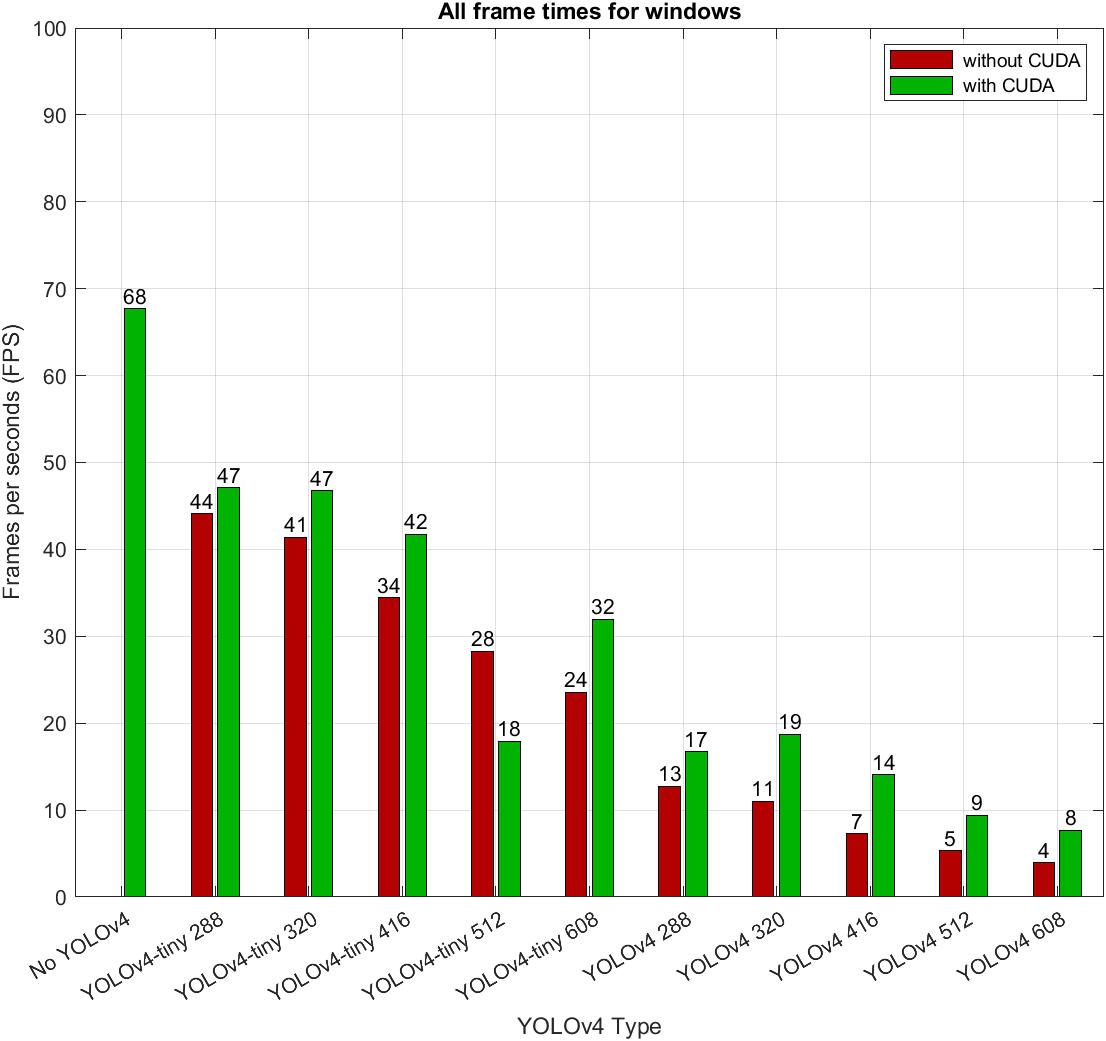 All frame times for windows
without CUDA
with CUDA
Frames per seconds (FPS)
100
90
80
70
60
50
40
30
20
10
0
68
44
47
41
47
34
42
28
18
24
32
13
17
11
19
7
14
5
9
4
8
No YOLOv4
YOLOv4-tiny 288
YOLOv4-tiny 320
YOLOv4-tiny 416
YOLOv4-tiny 512
YOLOv4-tiny 608
YOLOv4 288
YOLOv4 320
YOLOv4 416
YOLOv4 512
YOLOv4 608
YOLOv4 Type